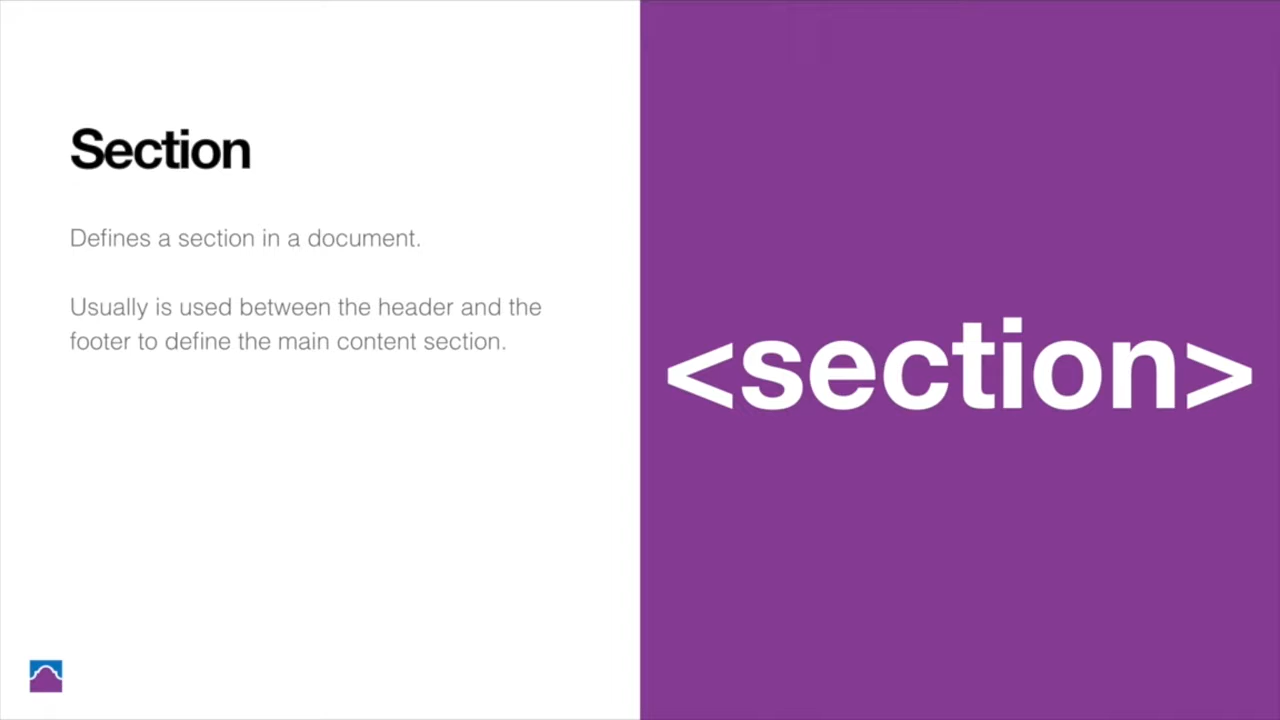 Section
Defines a section in a document.
Usually is used between the header and the
footer to define the main content section.
<section>